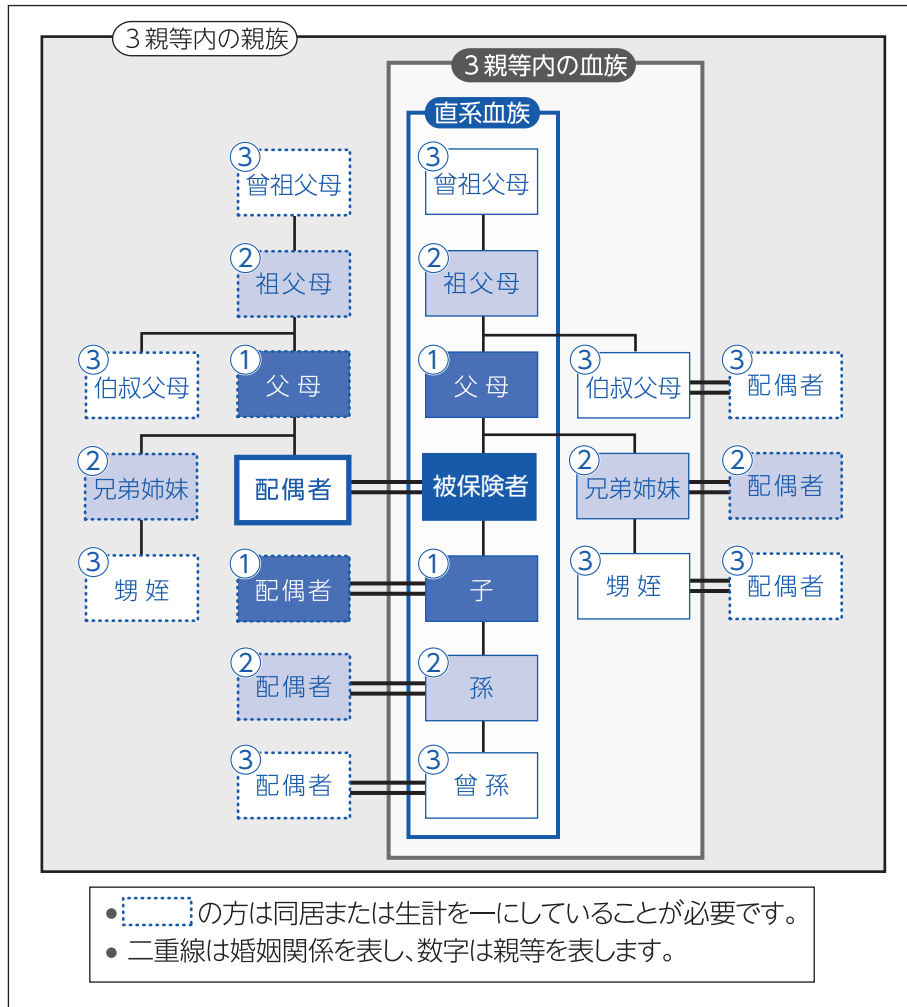 3親等内の親族
3親等内の血族
直系血族
③ 曾祖父母 ③ 曾祖父母
② 祖父母 ② 祖父母
③ 伯叔父母 ① 父母 ① 父母 ③ 伯叔父母 ③ 配偶者
② 兄弟姉妹 配偶者 被保険者 ② 兄弟姉妹 ② 配偶者
③ 甥姪 ① 配偶者 ① 子 ③ 甥姪 ③ 配偶者
② 配偶者 ② 孫
③ 配偶者 ③ 曾孫
● の方は同居または生計を一にしていることが必要です。
● 二重線は婚姻関係を表し、数字は親等を表します。